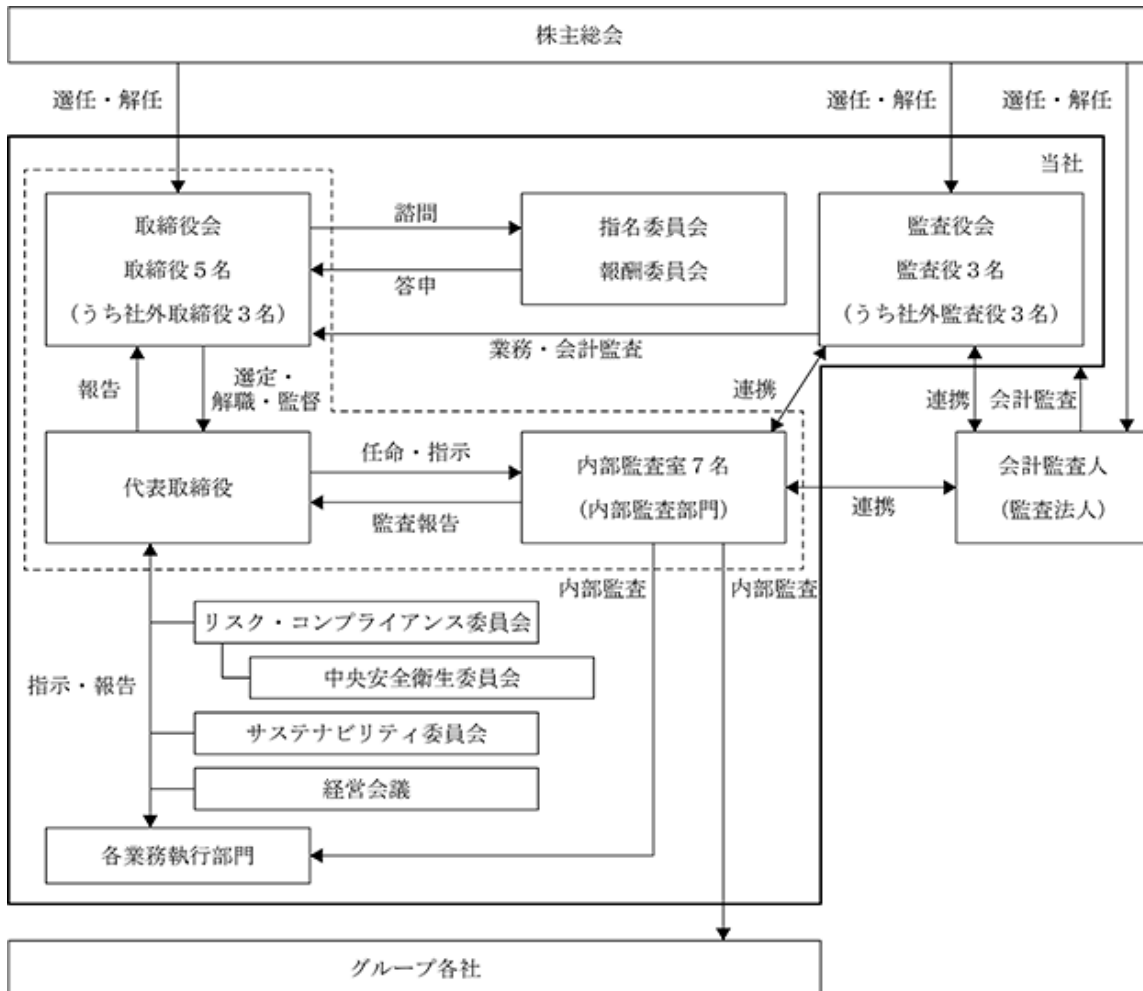 株主総会
選任・解任
選任・解任
選任・解任
当社
取締役会
取締役5名
(うち社外取締役3名)
諮問
答申
指名委員会
報酬委員会
監査役会
監査役3名
(うち社外監査役3名)
業務・会計監査
報告
選定・
解職・監督
連携
連携
会計監査
代表取締役
任命・指示
監査報告
内部監査室7名
(内部監査部門)
連携
会計監査人
(監査法人)
内部監査
内部監査
リスク・コンプライアンス委員会
中央安全衛生委員会
指示・報告
サステナビリティ委員会
経営会議
各業務執行部門
グループ各社